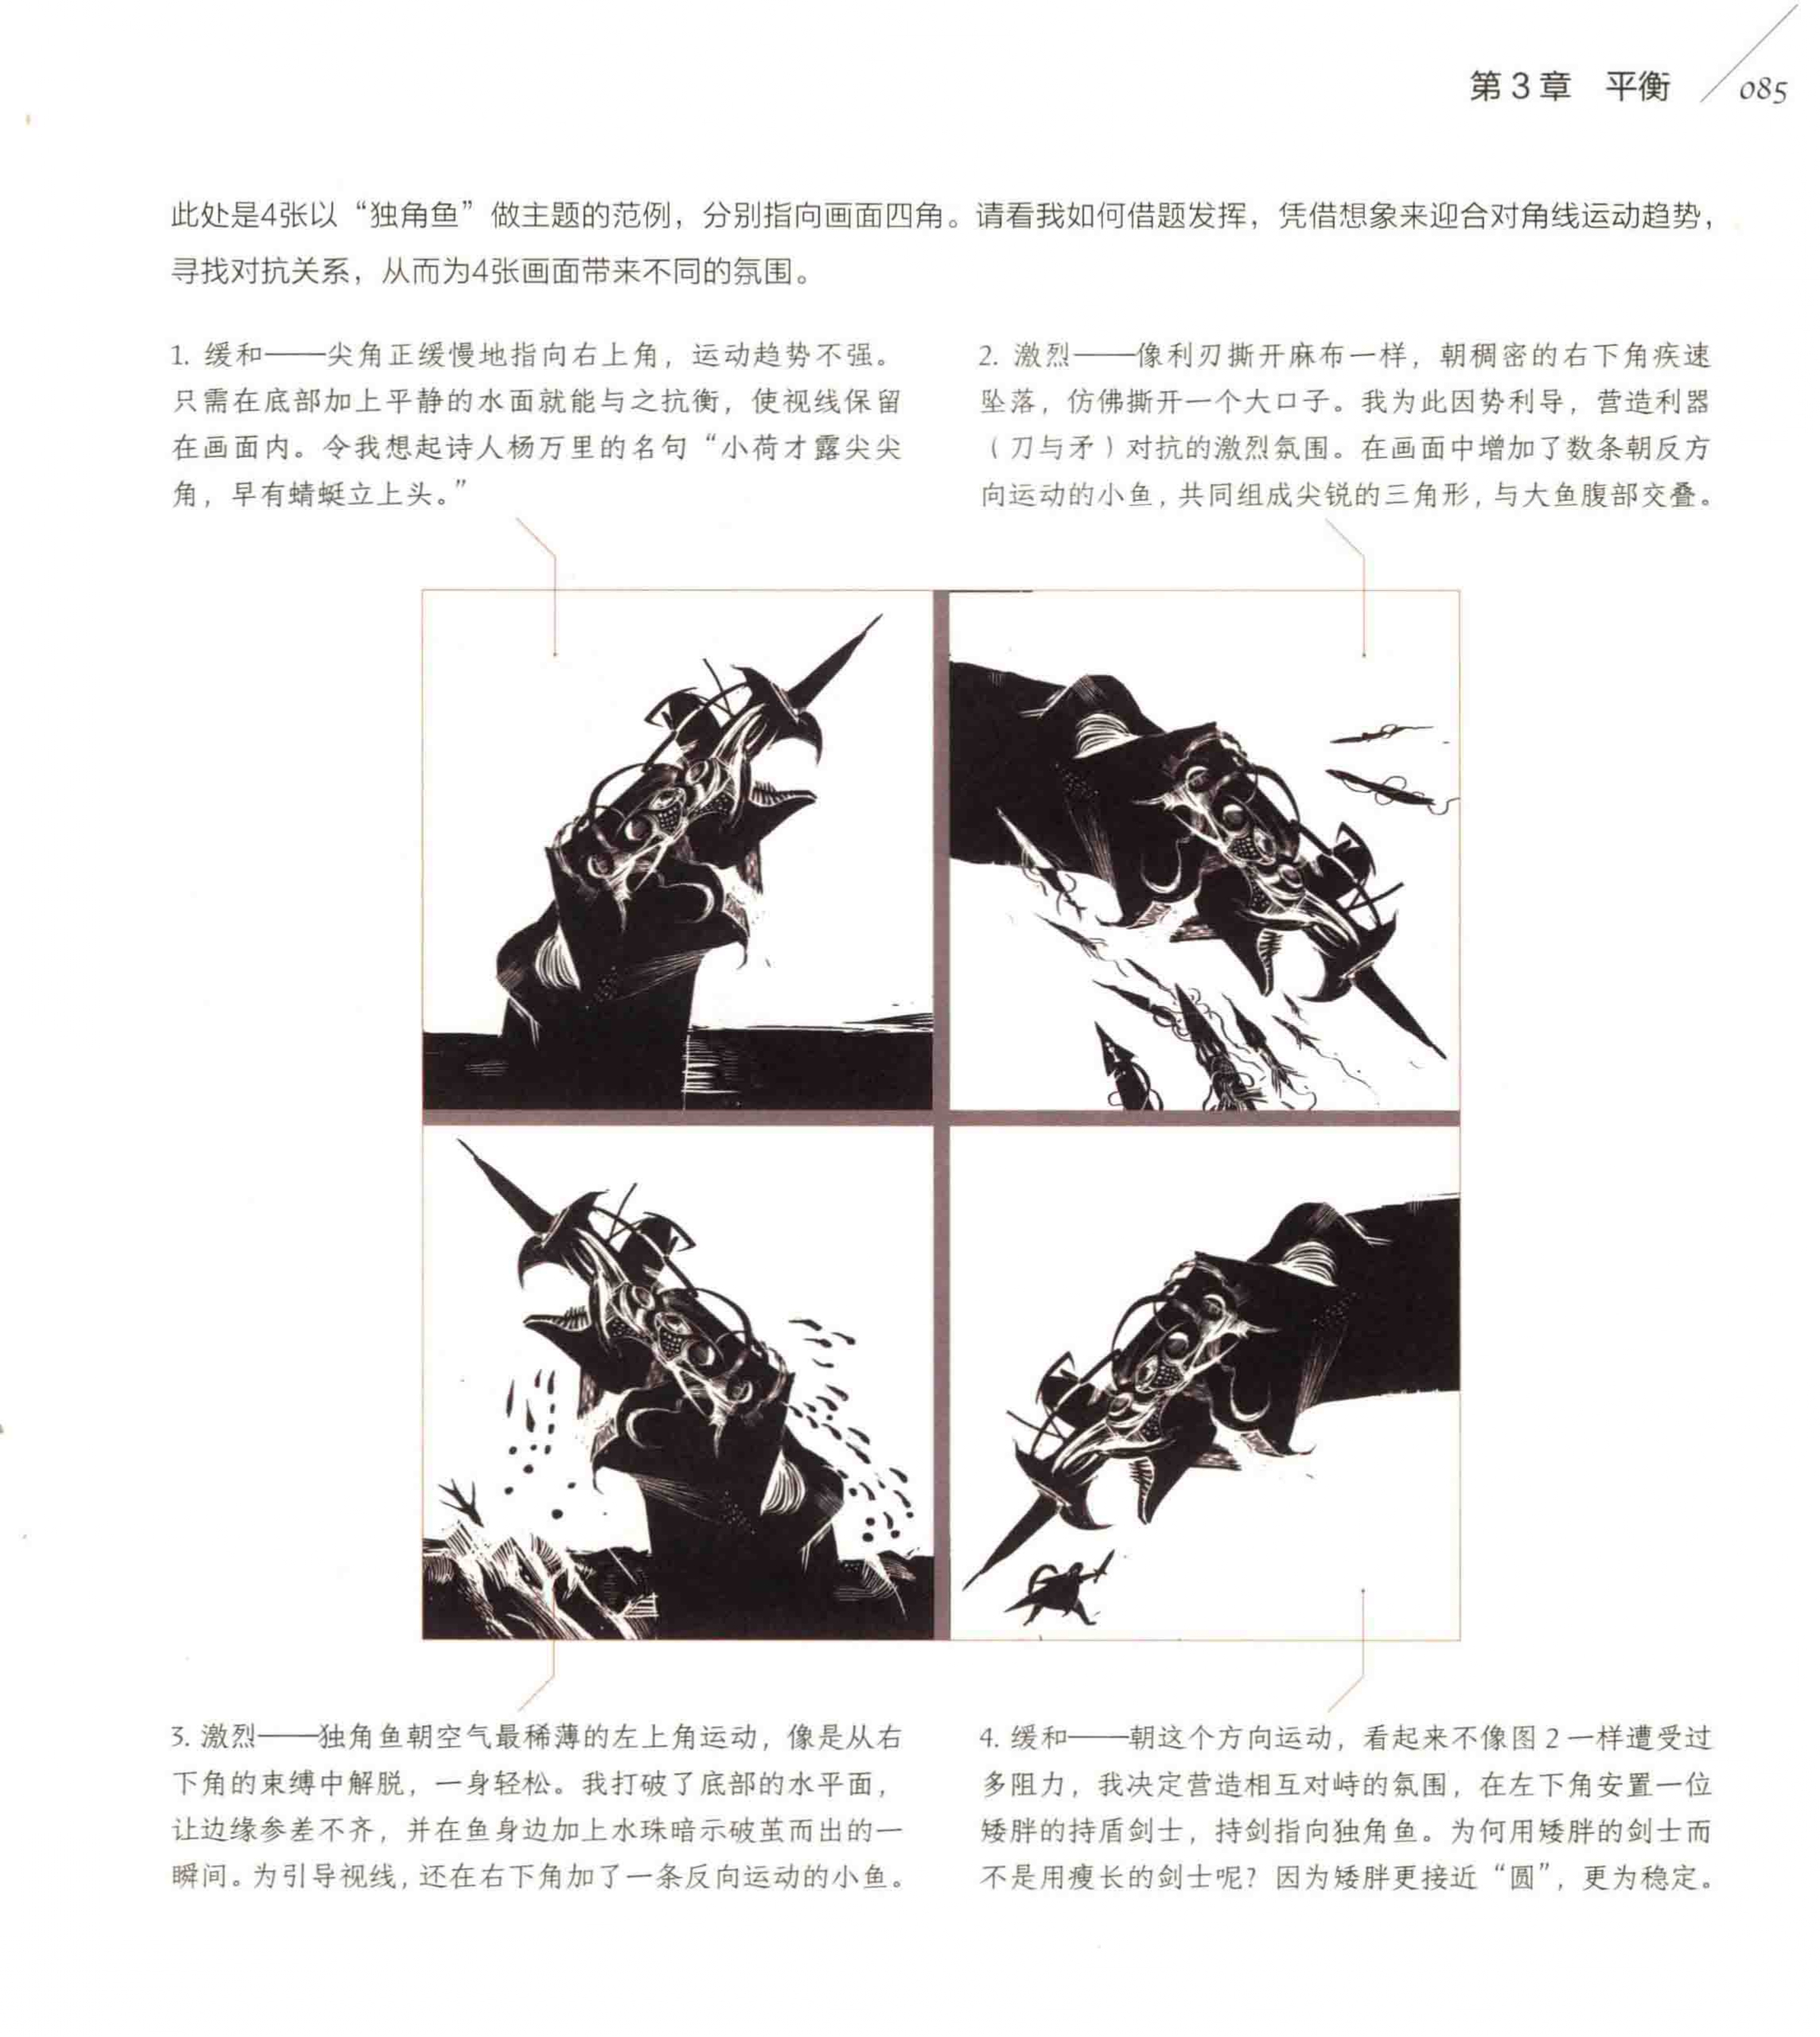 第3章 平衡 085
此处是4张以“独角鱼”做主题的范例，分别指向画面四角。请看我如何借题发挥，凭借想象来迎合对角线运动趋势，
寻找对抗关系，从而为4张画面带来不同的氛围。
1. 缓和——尖角正缓慢地指向右上角，运动趋势不强。
只需在底部加上平静的水面就能与之抗衡，使视线保留
在画面内。令我想起诗人杨万里的名句“小荷才露尖尖
角，早有蜻蜓立上头。”
2. 激烈——像利刃撕开麻布一样，朝稠密的右下角疾速
坠落，仿佛撕开一个大口子。我为此因势利导，营造利器
（刀与矛）对抗的激烈氛围。在画面中增加了数条朝反方
向运动的小鱼，共同组成尖锐的三角形，与大鱼腹部交叠。
3. 激烈——独角鱼朝空气最稀薄的左上角运动，像是从右
下角的束缚中解脱，一身轻松。我打破了底部的水平面，
让边缘参差不齐，并在鱼身边加上水珠暗示破茧而出的一
瞬间。为引导视线，还在右下角加了一条反向运动的小鱼。
4. 缓和——朝这个方向运动，看起来不像图2一样遭受过
多阻力，我决定营造相互对峙的氛围，在左下角安置一位
矮胖的持盾剑士，持剑指向独角鱼。为何用矮胖的剑士而
不是用瘦长的剑士呢？因为矮胖更接近“圆”，更为稳定。